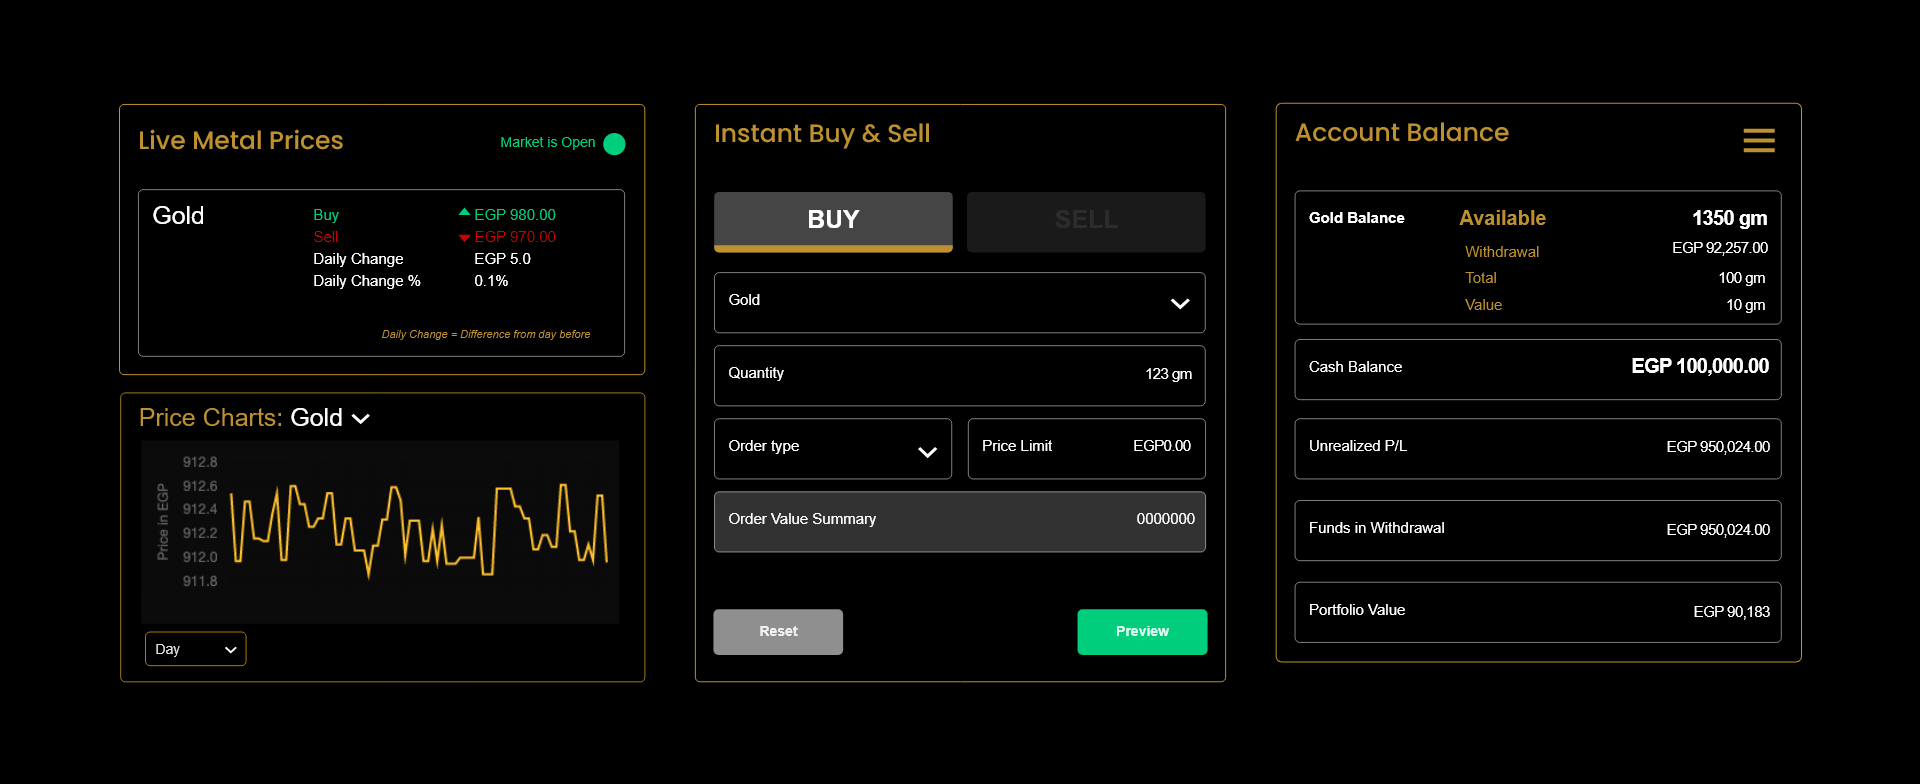 Live Metal Prices
Market is Open
Gold
Buy EGP 980.00
Sell EGP 970.00
Daily Change EGP 5.0
Daily Change % 0.1%
Daily Change = Difference from day before
Price Charts: Gold
Price in EGP
912.8
912.6
912.4
912.2
912.0
911.8
Day
Instant Buy & Sell
BUY SELL
Gold
Quantity 123 gm
Order type
Price Limit EGP0.00
Order Value Summary 0000000
Reset Preview
Account Balance
Gold Balance Available 1350 gm
Withdrawal EGP 92,257.00
Total 100 gm
Value 10 gm
Cash Balance EGP 100,000.00
Unrealized P/L EGP 950,024.00
Funds in Withdrawal EGP 950,024.00
Portfolio Value EGP 90,183